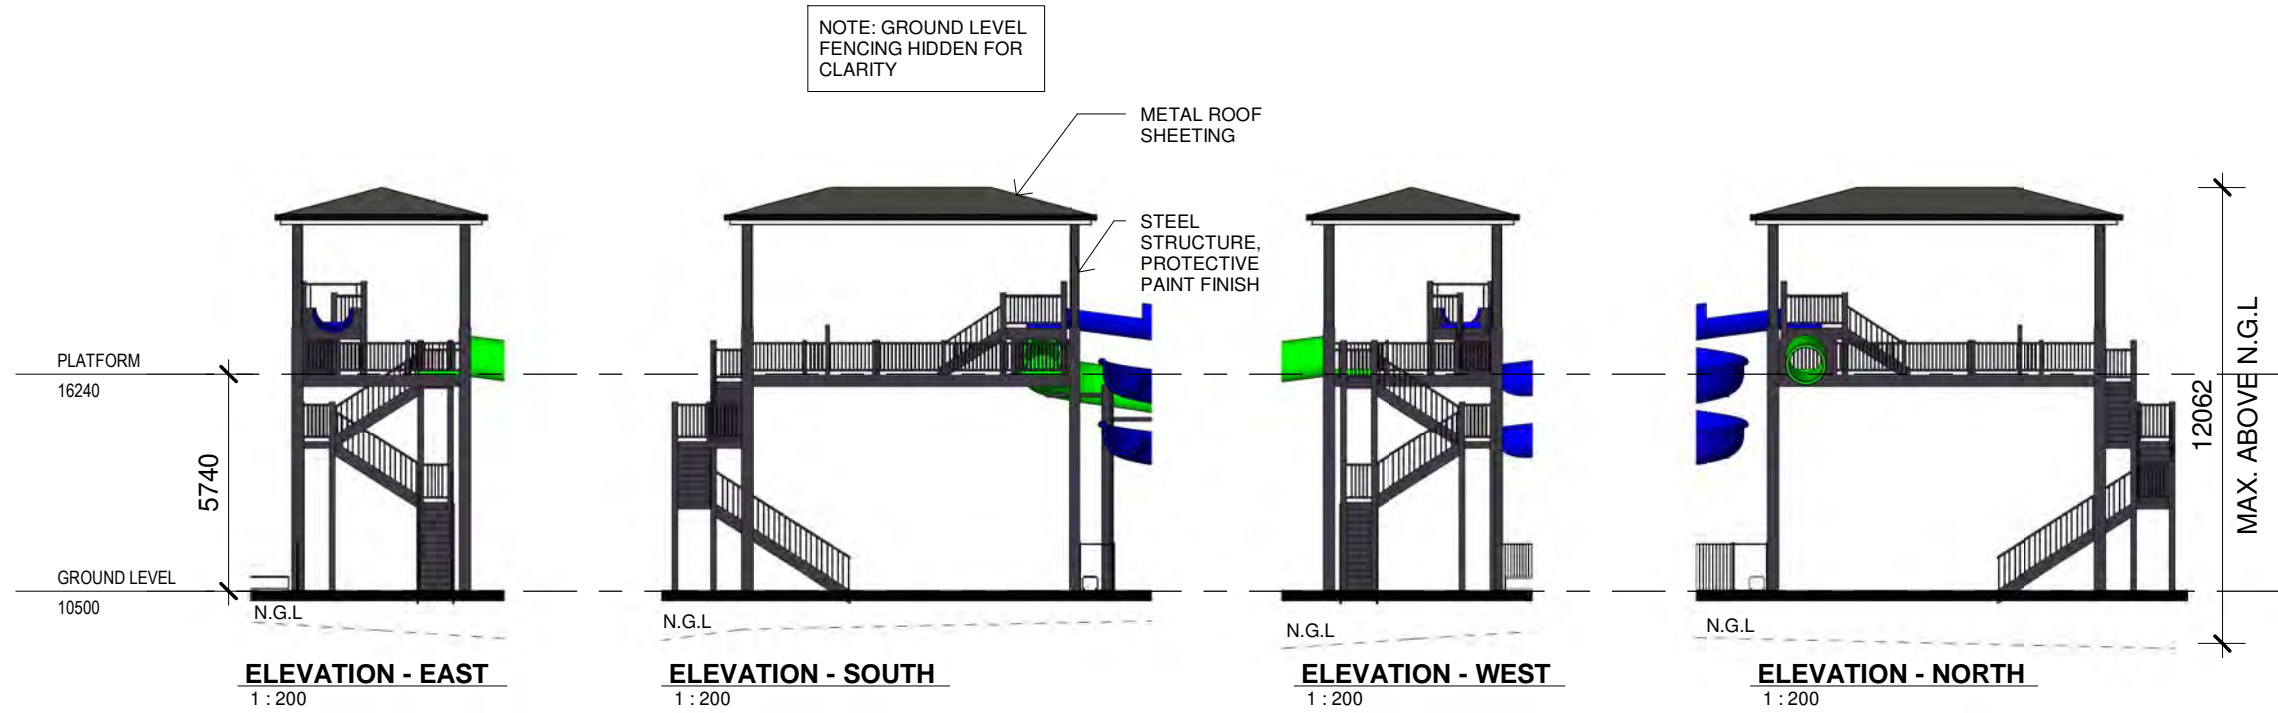 NOTE: GROUND LEVEL
FENCING HIDDEN FOR
CLARITY
METAL ROOF
SHEETING
STEEL
STRUCTURE,
PROTECTIVE
PAINT FINISH
PLATFORM
16240
5740
GROUND LEVEL
10500
N.G.L
N.G.L
N.G.L
N.G.L
12062
MAX. ABOVE N.G.L
ELEVATION - EAST
1 : 200
ELEVATION - SOUTH
1 : 200
ELEVATION - WEST
1 : 200
ELEVATION - NORTH
1 : 200